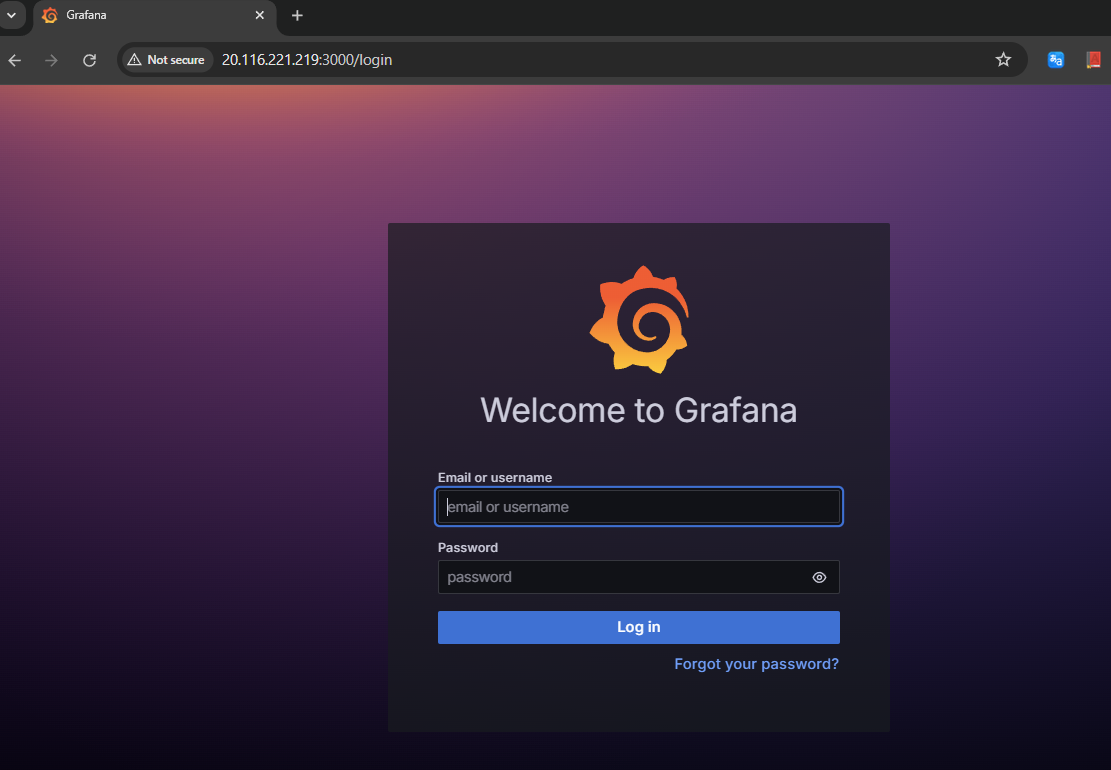 Grafana
Not secure
20.116.221.219:3000/login
Welcome to Grafana
Email or username
email or username
Password
password
Log in
Forgot your password?